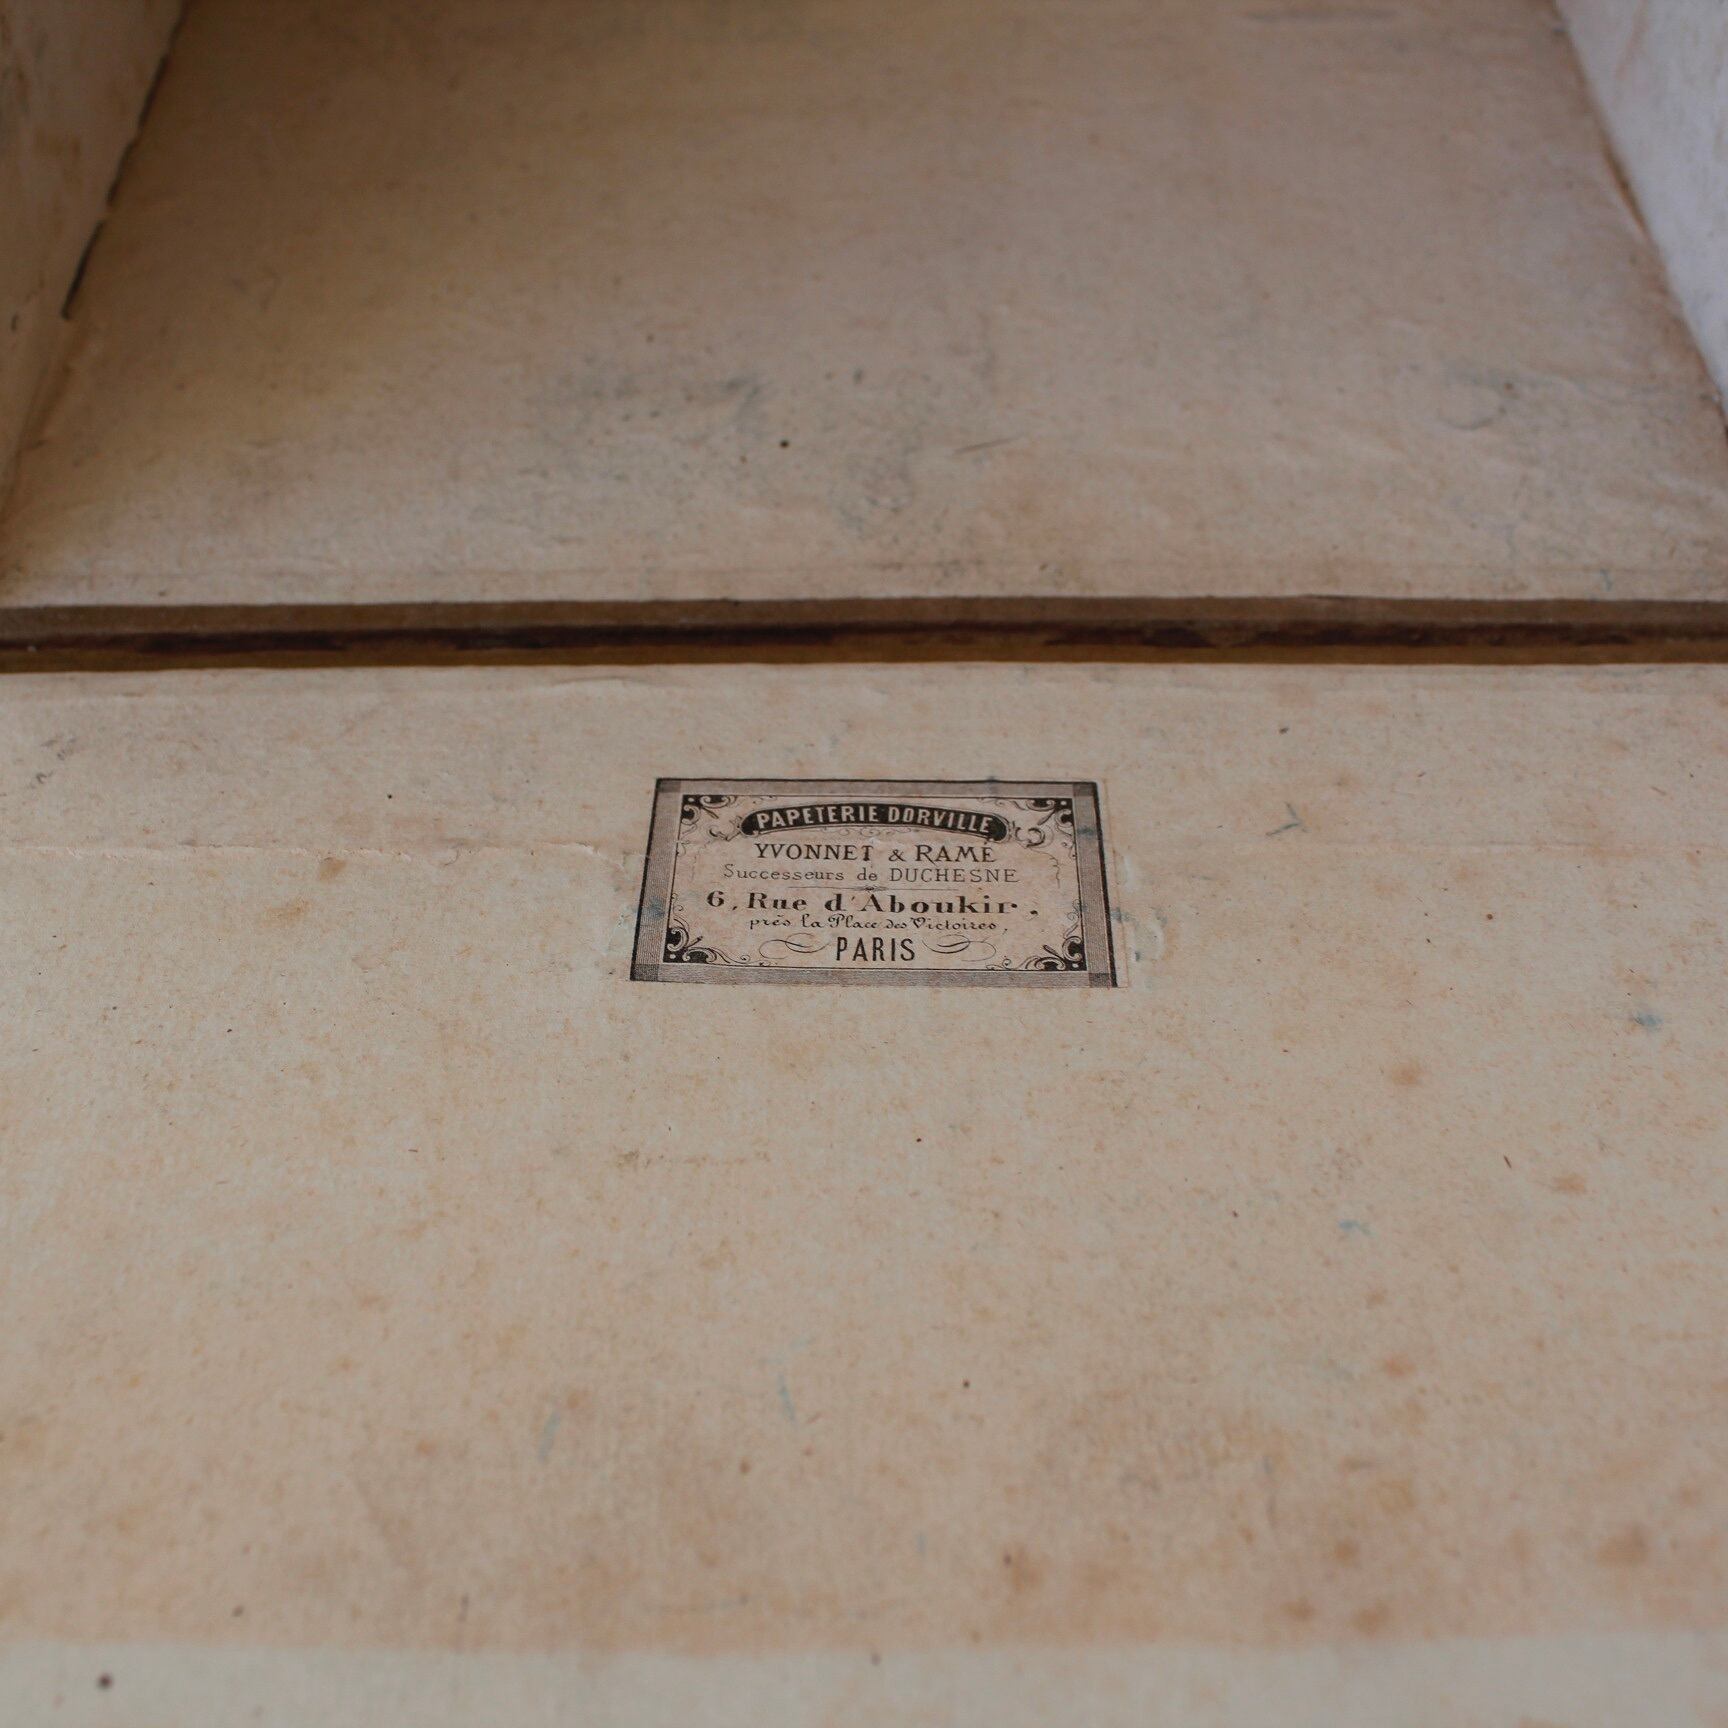 PAPETERIE DORVILLE
YVONNET & RAMÉ
Successeurs de DUCHESNE
6, Rue d'Aboukir,
près la Place des Victoires,
PARIS